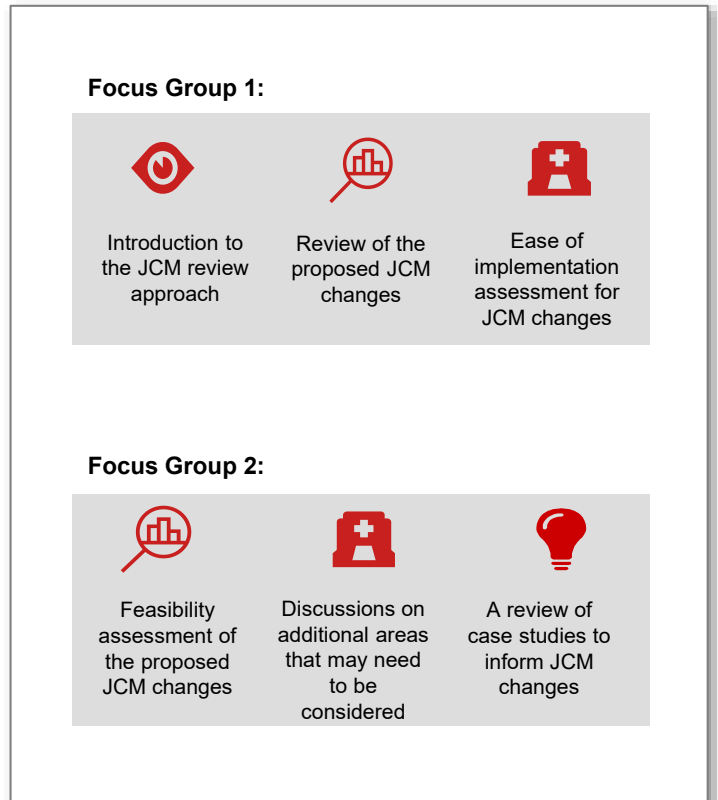 Focus Group 1:
Introduction to
the JCM review
approach
Review of the
proposed JCM
changes
Ease of
implementation
assessment for
JCM changes
Focus Group 2:
Feasibility
assessment of
the proposed
JCM changes
Discussions on
additional areas
that may need
to be
considered
A review of
case studies to
inform JCM
changes